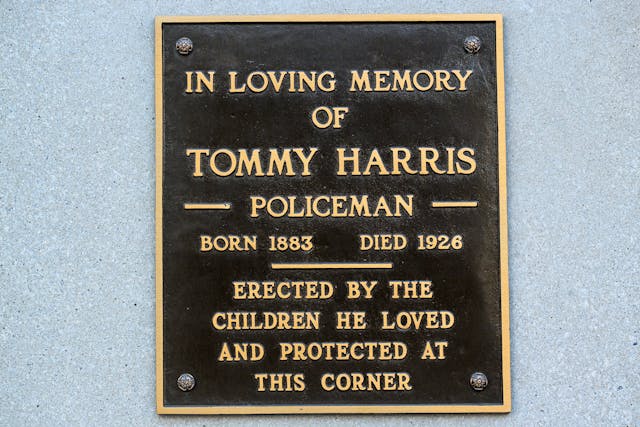 IN LOVING MEMORY
OF
TOMMY HARRIS
POLICEMAN
BORN 1883 DIED 1926
ERECTED BY THE
CHILDREN HE LOVED
AND PROTECTED AT
THIS CORNER